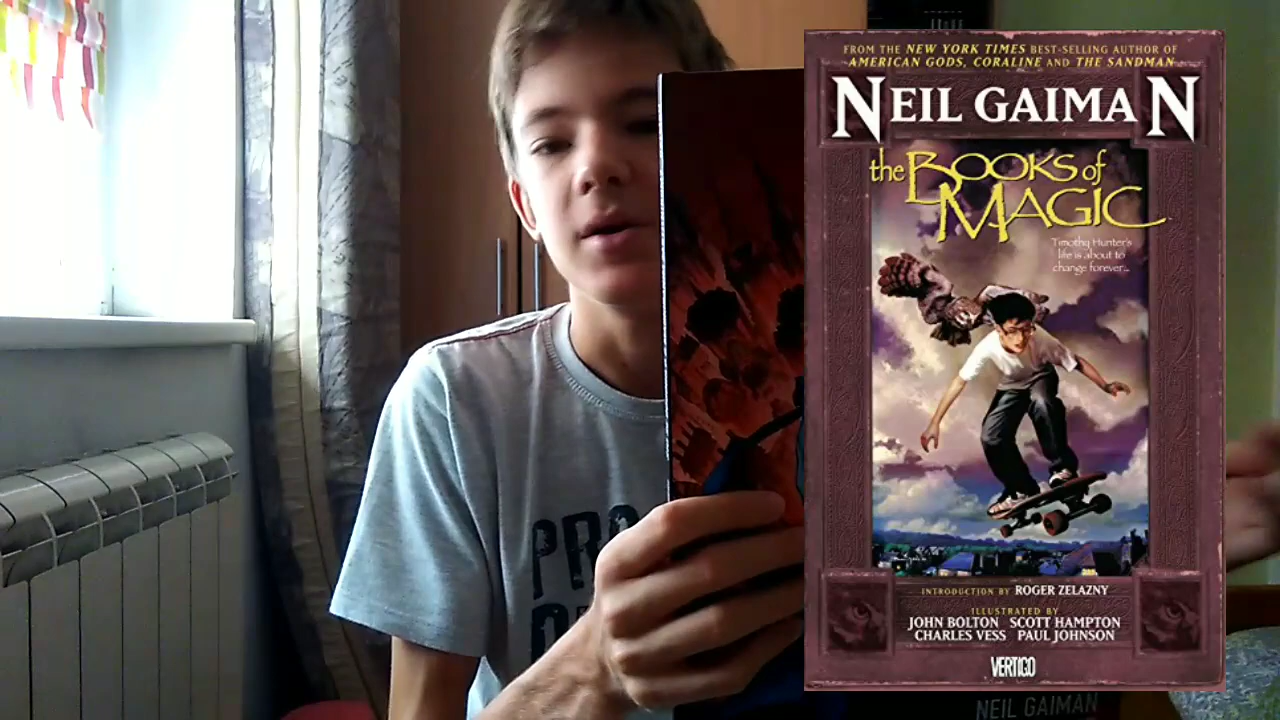 FROM THE NEW YORK TIMES BEST-SELLING AUTHOR OF
AMERICAN GODS, CORALINE AND THE SANDMAN
NEIL GAIMAN
the BOOKS of
MAGIC
Timothy Hunter's
life is about to
change forever...
INTRODUCTION BY ROGER ZELAZNY
ILLUSTRATED BY
JOHN BOLTON SCOTT HAMPTON
CHARLES VESS PAUL JOHNSON
VERTIGO
NEIL GAIMAN